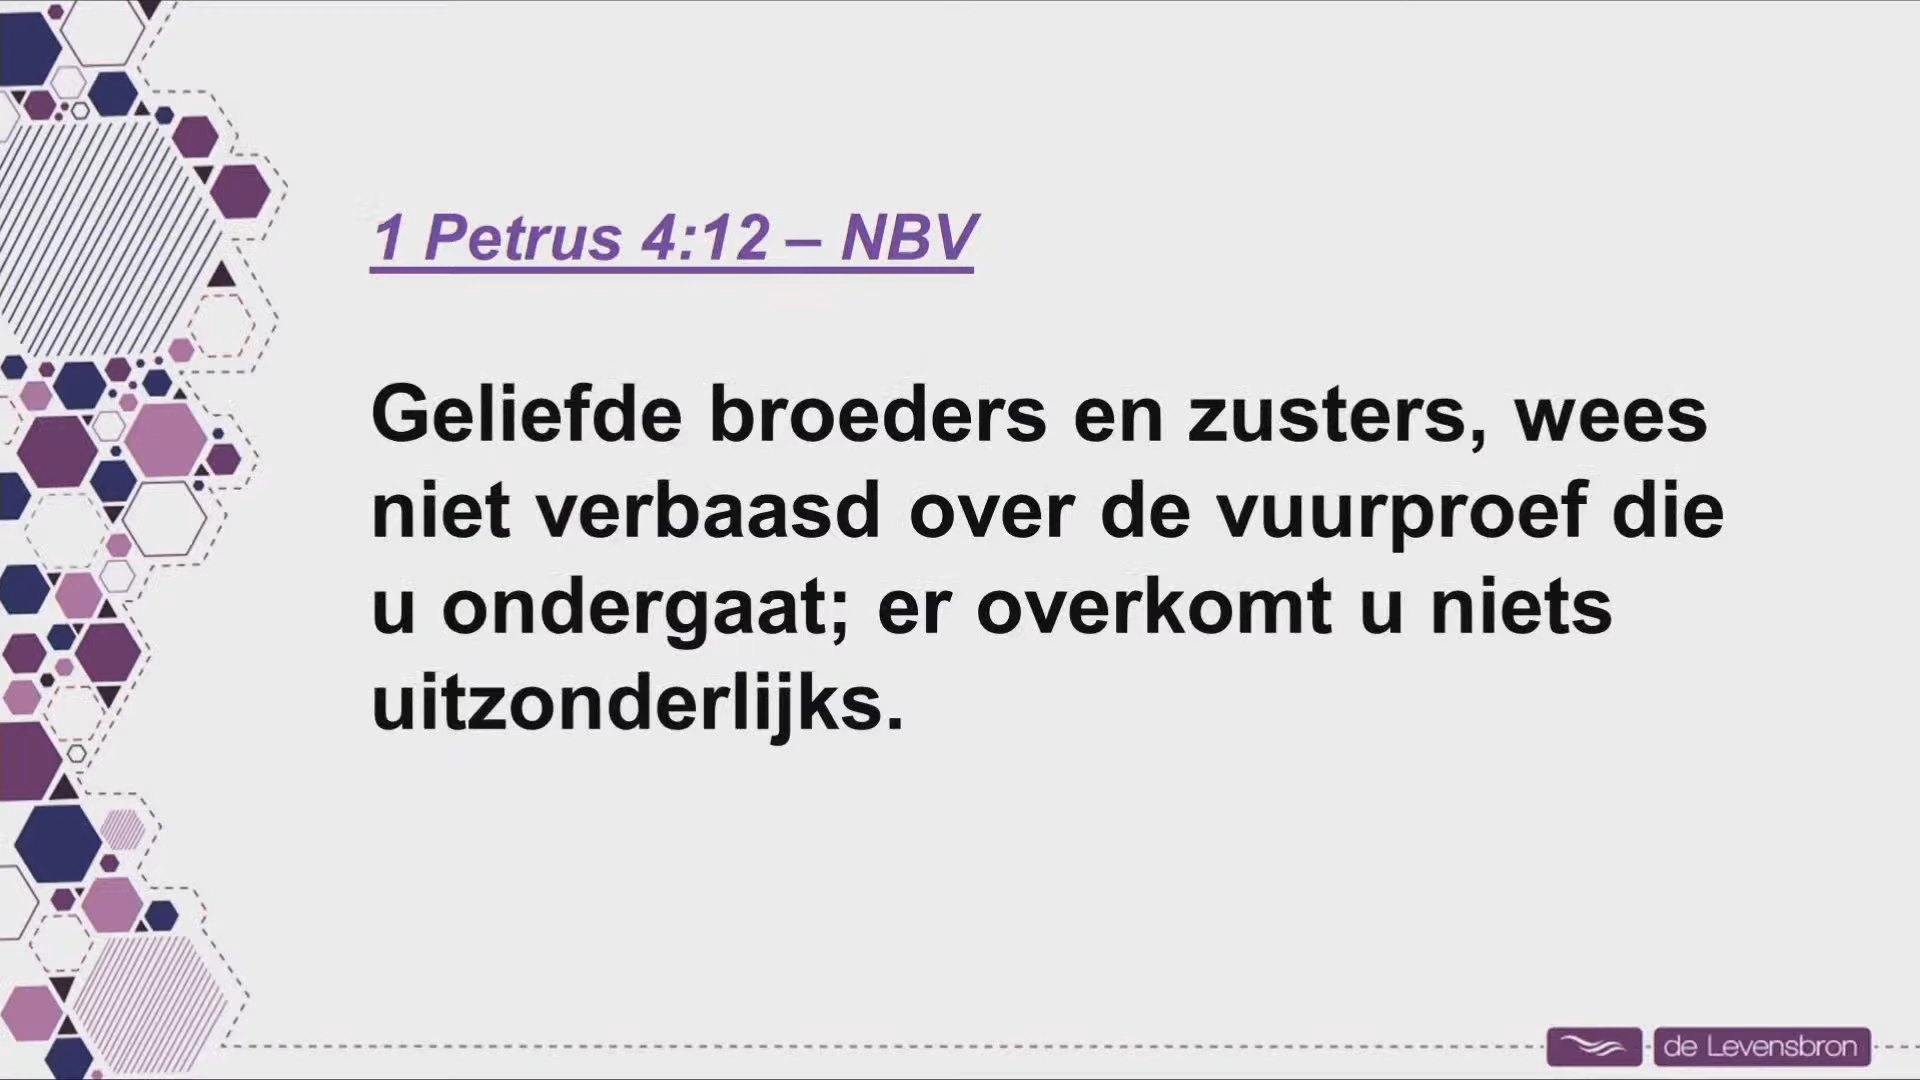 1 Petrus 4:12 – NBV
Geliefde broeders en zusters, wees
niet verbaasd over de vuurproef die
u ondergaat; er overkomt u niets
uitzonderlijks.
de Levensbron